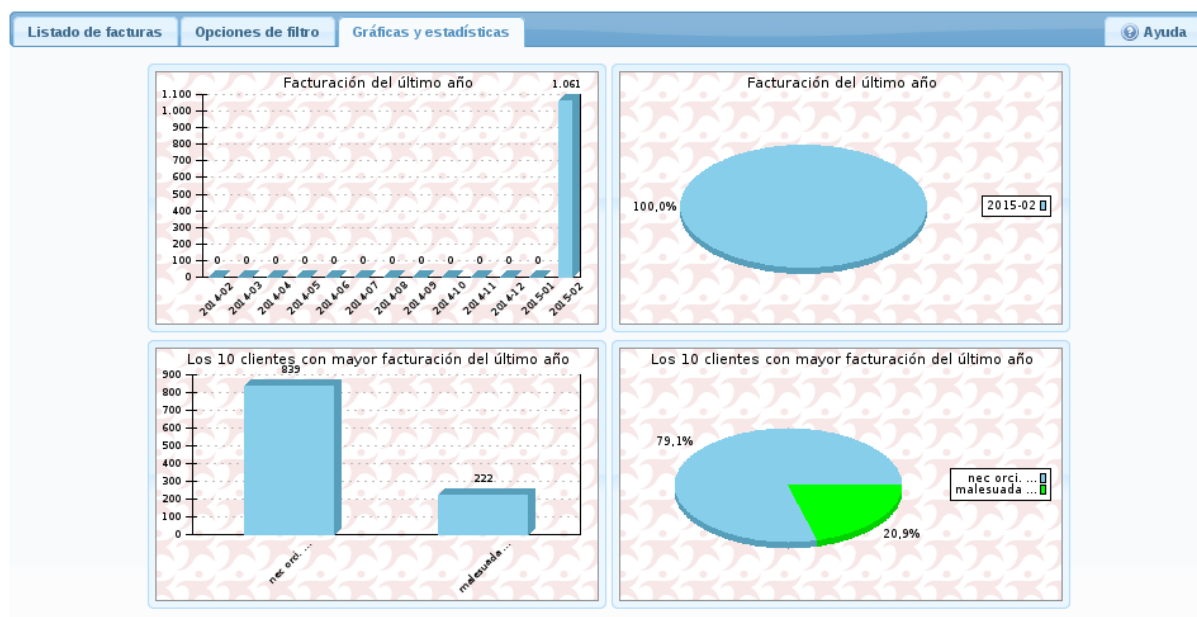 Listado de facturas
Opciones de filtro
Gráficas y estadísticas
Ayuda
Facturación del último año
1.061
1.100
1.000
900
800
700
600
500
400
300
200
100
0
0 0 0 0 0 0 0 0 0 0 0 0
2014-02 2014-03 2014-04 2014-05 2014-06 2014-07 2014-08 2014-09 2014-10 2014-11 2014-12 2015-01 2015-02
Facturación del último año
100,0%
2015-02
Los 10 clientes con mayor facturación del último año
839
900
800
700
600
500
400
300
200
100
0
222
nec orci. ...
malesuada ...
Los 10 clientes con mayor facturación del último año
79,1%
nec orci. ...
malesuada ...
20,9%